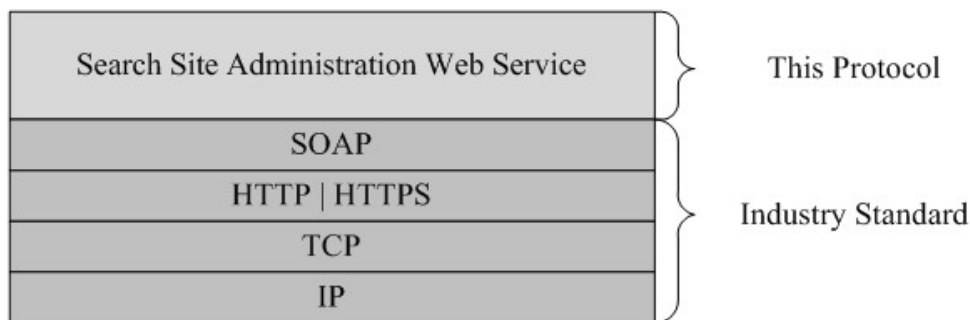 Search Site Administration Web Service
This Protocol
SOAP
HTTP | HTTPS
TCP
IP
Industry Standard